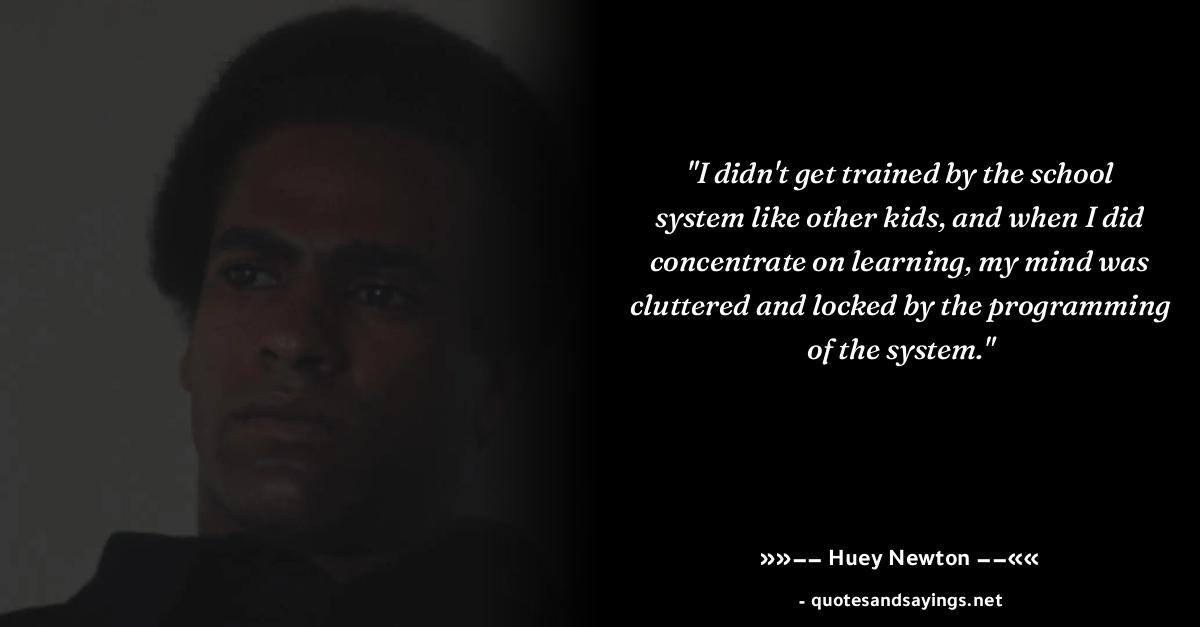 "I didn't get trained by the school
system like other kids, and when I did
concentrate on learning, my mind was
cluttered and locked by the programming
of the system."
»»–– Huey Newton ––««
- quotesandsayings.net